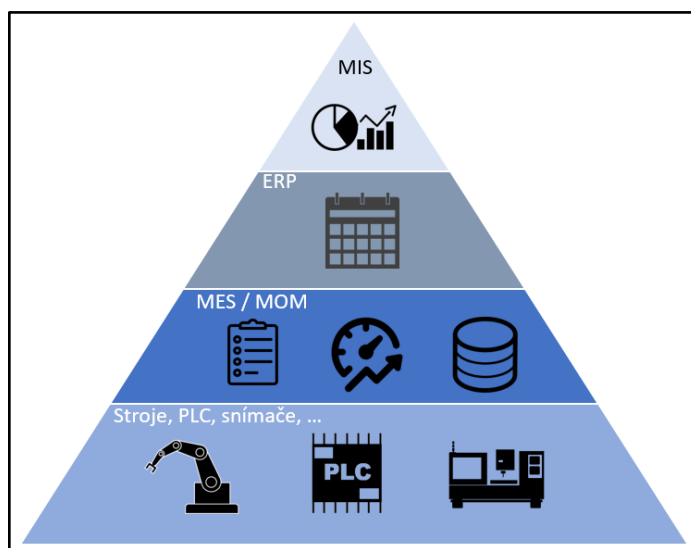 MIS
ERP
MES / MOM
Stroje, PLC, snímače, ...
PLC